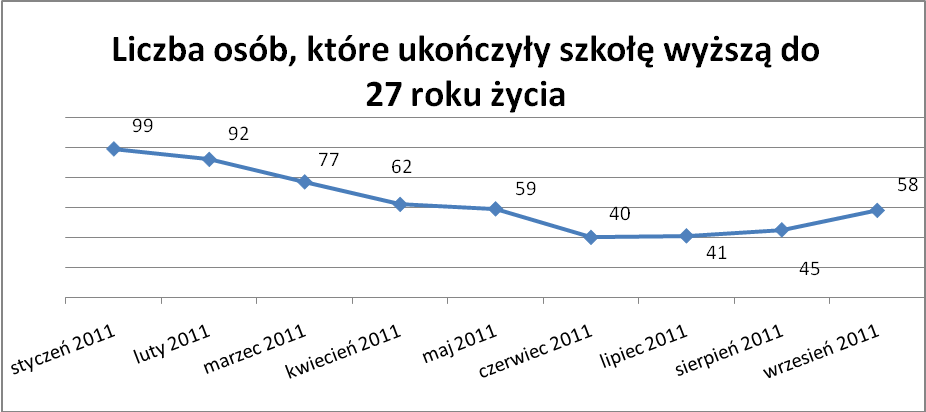 Liczba osób, które ukończyły szkołę wyższą do
27 roku życia
99
92
77
62
59
40
41
45
58
styczeń 2011
luty 2011
marzec 2011
kwiecień 2011
maj 2011
czerwiec 2011
lipiec 2011
sierpień 2011
wrzesień 2011